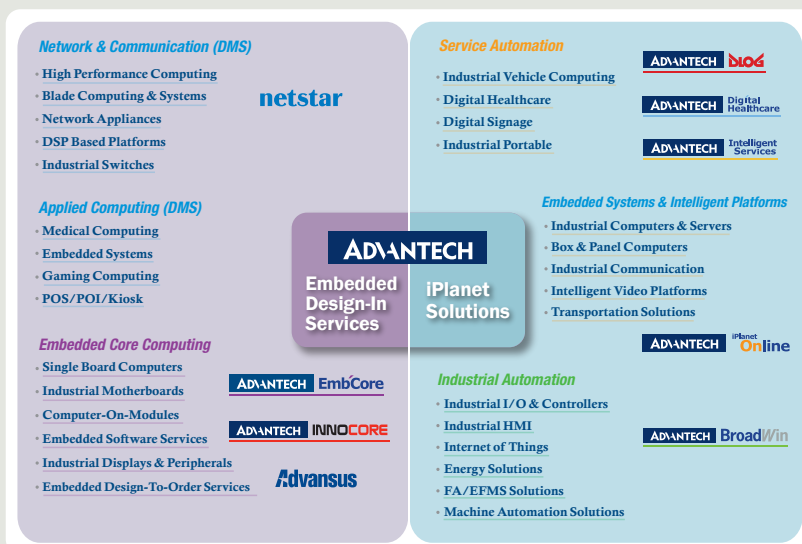 Network & Communication (DMS)
· High Performance Computing
· Blade Computing & Systems
· Network Appliances
· DSP Based Platforms
· Industrial Switches
netstar
Applied Computing (DMS)
· Medical Computing
· Embedded Systems
· Gaming Computing
· POS/POI/Kiosk
Embedded Core Computing
· Single Board Computers
· Industrial Motherboards
· Computer-On-Modules
· Embedded Software Services
· Industrial Displays & Peripherals
· Embedded Design-To-Order Services
ADVANTECH EmbCore
ADVANTECH INNOCORE
Advansus
ADVANTECH
Embedded
Design-In
Services
iPlanet
Solutions
Service Automation
· Industrial Vehicle Computing
· Digital Healthcare
· Digital Signage
· Industrial Portable
ADVANTECH DLOG
ADVANTECH Digital
Healthcare
ADVANTECH Intelligent
Services
Embedded Systems & Intelligent Platforms
· Industrial Computers & Servers
· Box & Panel Computers
· Industrial Communication
· Intelligent Video Platforms
· Transportation Solutions
ADVANTECH iPlanet
Online
Industrial Automation
· Industrial I/O & Controllers
· Industrial HMI
· Internet of Things
· Energy Solutions
· FA/EFMS Solutions
· Machine Automation Solutions
ADVANTECH BroadWin